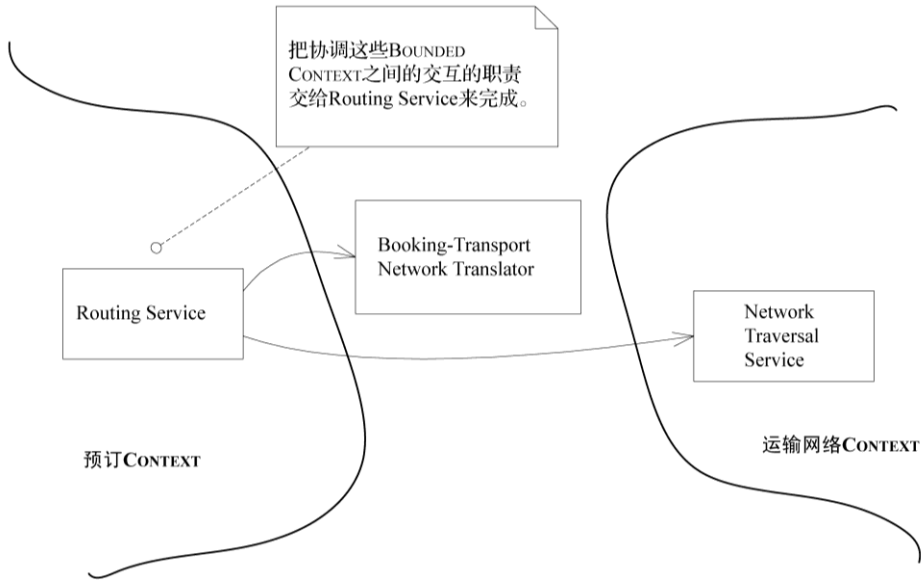 把协调这些BOUNDED
CONTEXT之间的交互的职责
交给Routing Service来完成。
Booking-Transport
Network Translator
Routing Service
Network
Traversal
Service
预订CONTEXT
运输网络CONTEXT